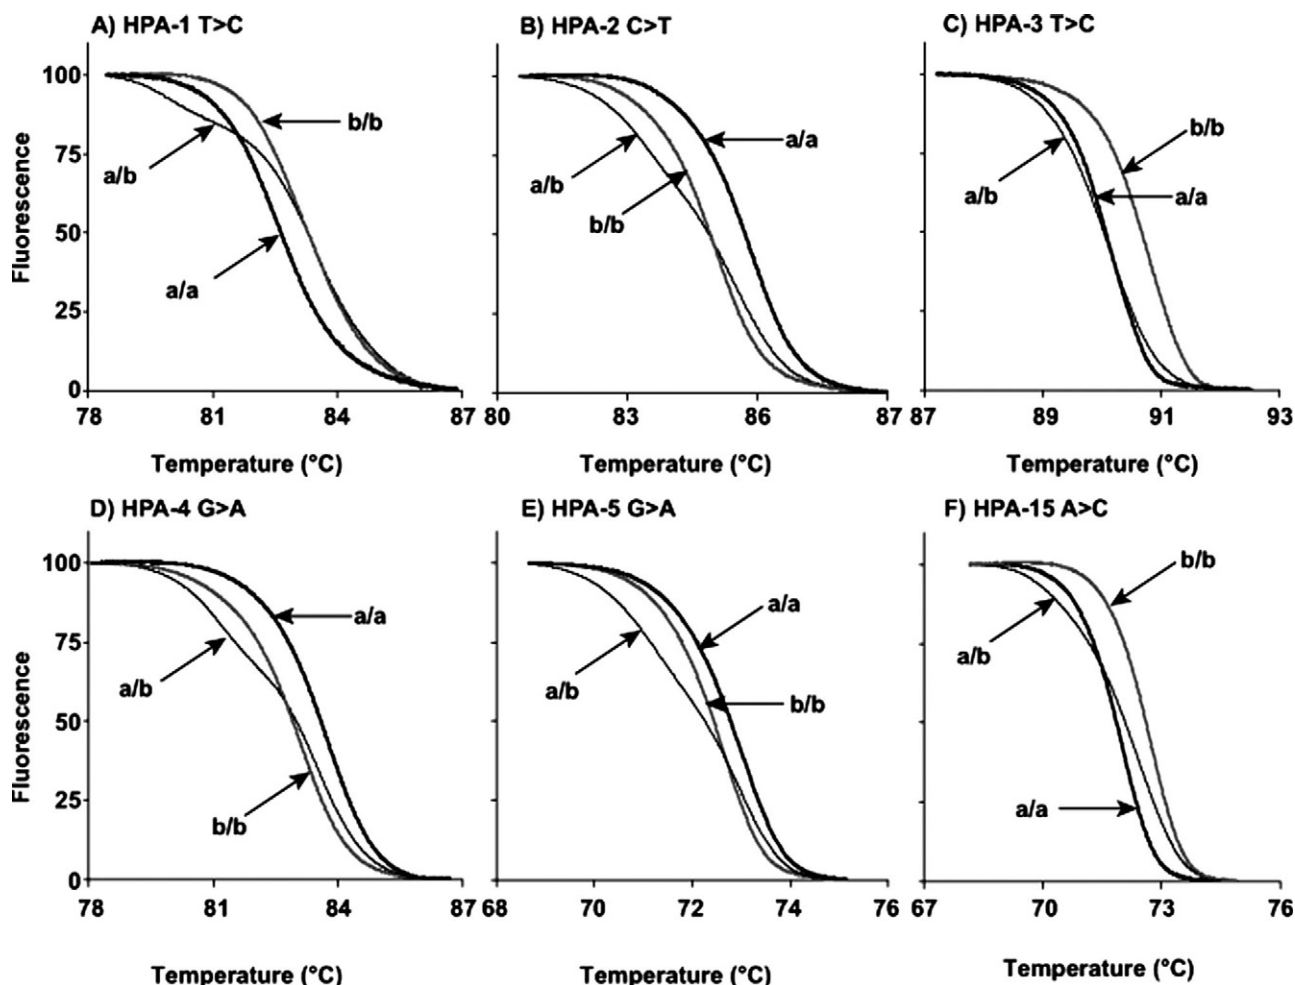 A) HPA-1 T>C
B) HPA-2 C>T
C) HPA-3 T>C
Fluorescence
100
75
50
25
0
b/b
a/b
a/a
78 81 84 87
Temperature (°C)
a/a
a/b
b/b
80 83 86 87
Temperature (°C)
b/b
a/b
a/a
87 89 91 93
Temperature (°C)
D) HPA-4 G>A
E) HPA-5 G>A
F) HPA-15 A>C
Fluorescence
100
75
50
25
0
a/a
a/b
b/b
78 81 84 87
Temperature (°C)
a/a
a/b
b/b
68 70 72 74 76
Temperature (°C)
b/b
a/b
a/a
67 70 73 76
Temperature (°C)